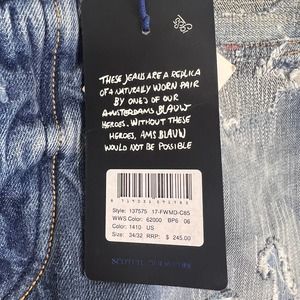 THESE JEANS ARE A REPLICA
OF A NATURALLY WORN PAIR
BY ONE OF OUR
AMSTERDAMS BLAUW
HEROES. WITHOUT THESE
HEROES, AMS BLAUW
WOULD NOT BE POSSIBLE
Style: 137575 17-FWMD-C85
WWS Color: 62000 BP6 06
Color: 1410 US
Size: 34/32 RRP: $ 245.00